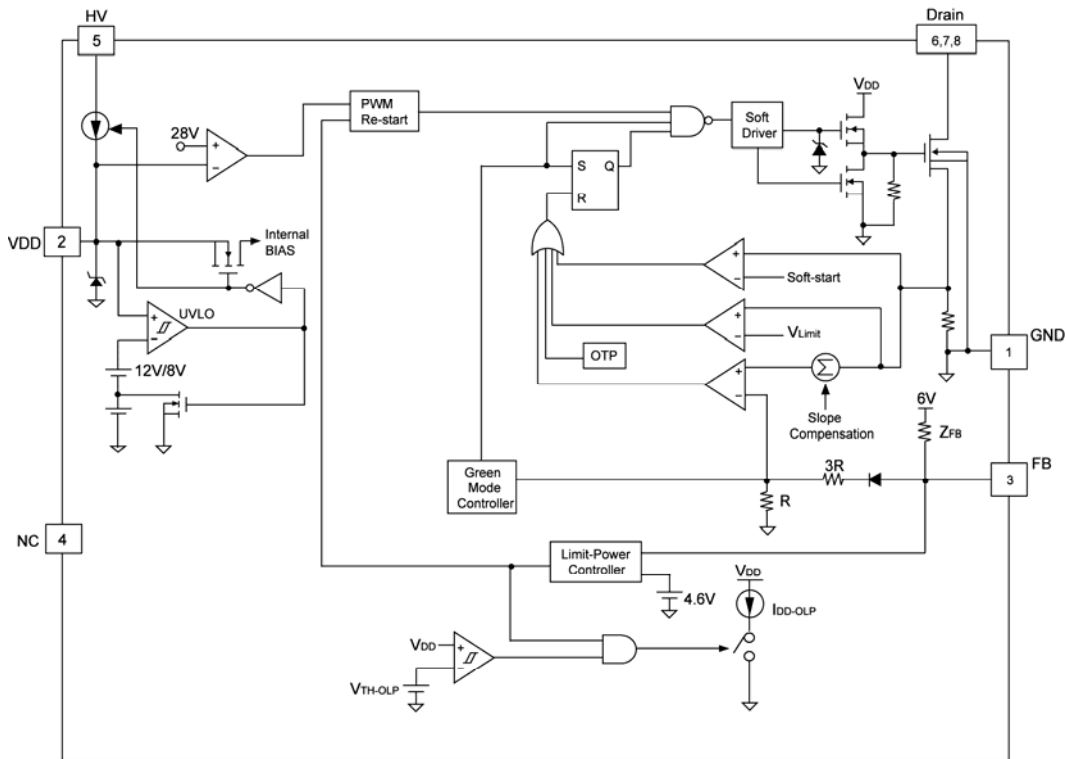 HV
5
Drain
6,7,8
PWM
Re-start
VDD
Soft
Driver
28V
+
−
S Q
R
VDD
2
Internal
BIAS
+
−
Soft-start
UVLO
+
−
+
−
VLimit
GND
1
12V/8V
OTP
+
−
Σ
Slope
Compensation
6V
ZFB
FB
3
Green
Mode
Controller
3R
R
NC
4
Limit-Power
Controller
4.6V
VDD
IDD-OLP
VDD
+
−
VTH-OLP